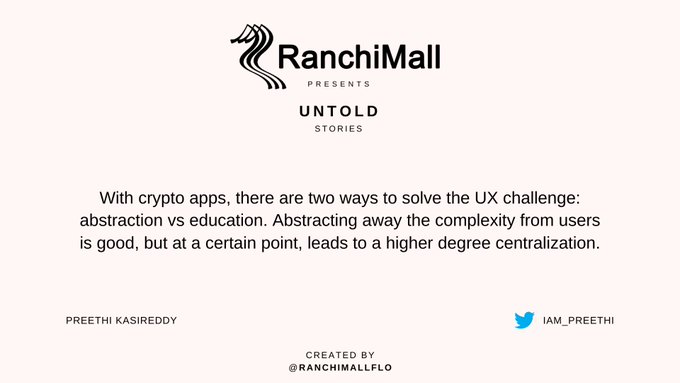 RanchiMall
PRESENTS
UNTOLD
STORIES
With crypto apps, there are two ways to solve the UX challenge:
abstraction vs education. Abstracting away the complexity from users
is good, but at a certain point, leads to a higher degree centralization.
PREETHI KASIREDDY
IAM_PREETHI
CREATED BY
@RANCHIMALLFLO